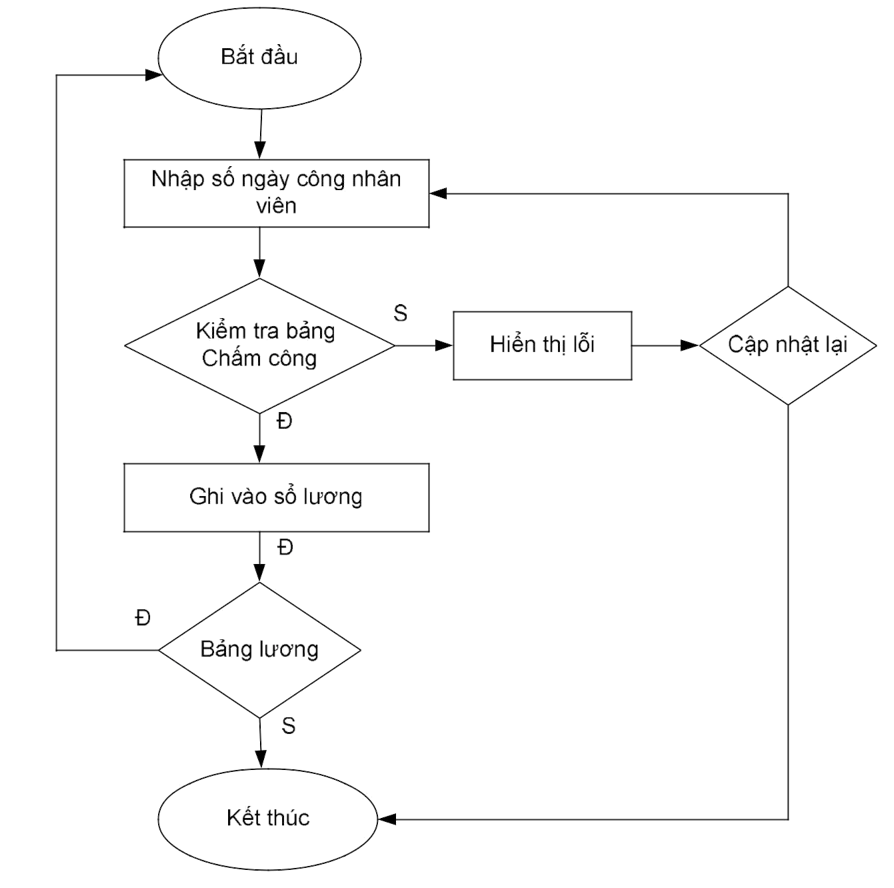 Bắt đầu
Nhập số ngày công nhân
viên
Kiểm tra bảng
Chấm công
S
Hiển thị lỗi
Cập nhật lại
Đ
Ghi vào sổ lương
Đ
Đ
Bảng lương
S
Kết thúc